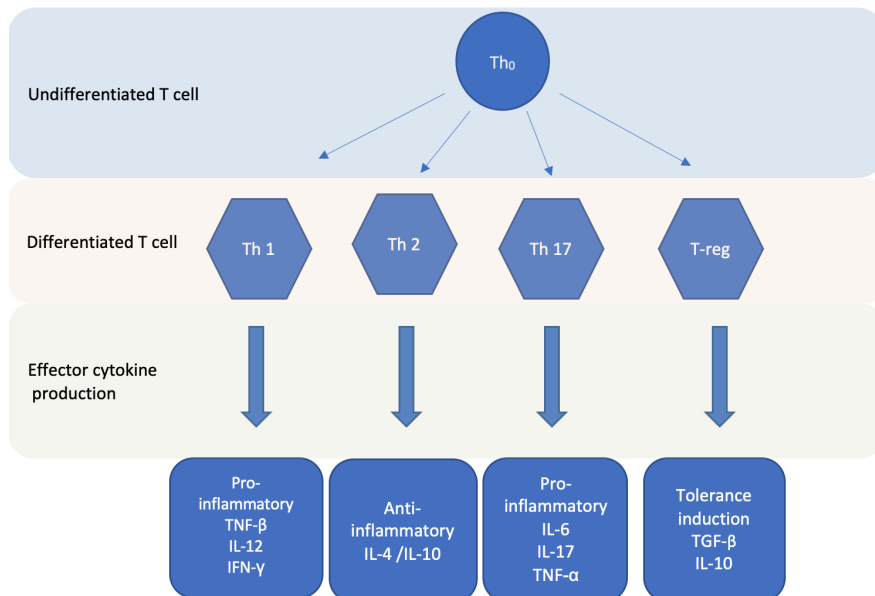 Th₀
Undifferentiated T cell
Differentiated T cell
Th 1
Th 2
Th 17
T-reg
Effector cytokine
production
Pro-
inflammatory
TNF-β
IL-12
IFN-γ
Anti-
inflammatory
IL-4 /IL-10
Pro-
inflammatory
IL-6
IL-17
TNF-α
Tolerance
induction
TGF-β
IL-10